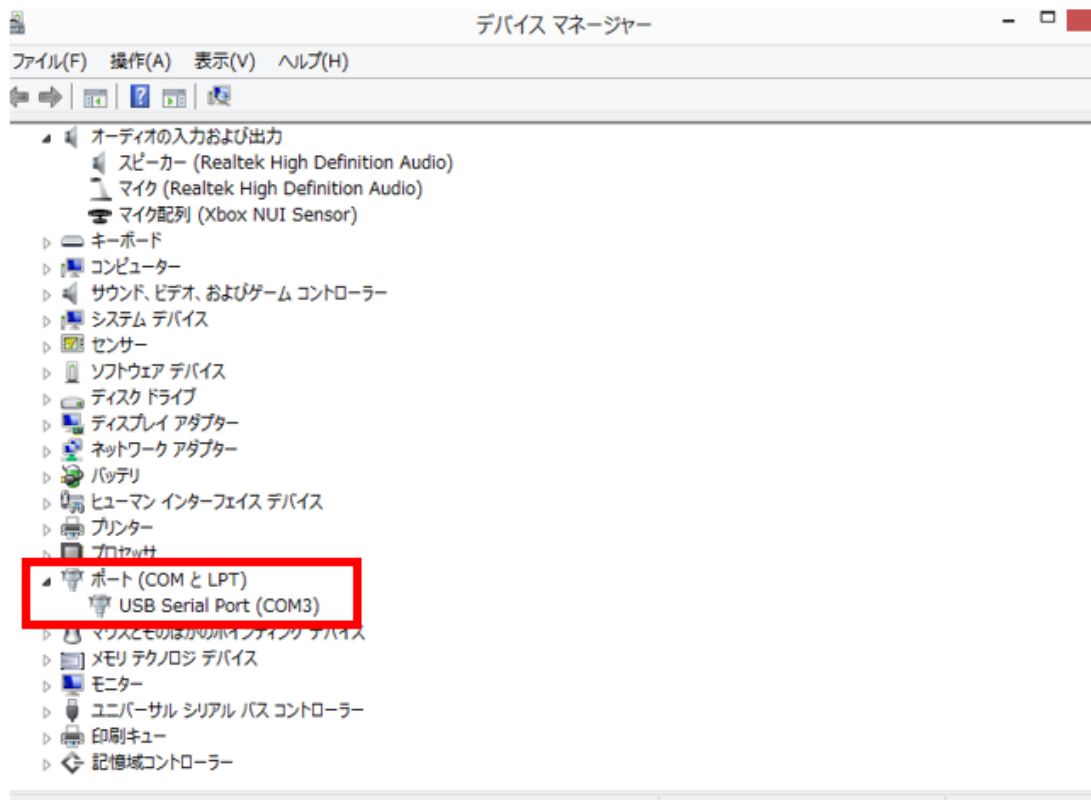 デバイス マネージャー
ファイル(F) 操作(A) 表示(V) ヘルプ(H)
オーディオの入力および出力
スピーカー (Realtek High Definition Audio)
マイク (Realtek High Definition Audio)
マイク配列 (Xbox NUI Sensor)
キーボード
コンピューター
サウンド、ビデオ、およびゲーム コントローラー
システム デバイス
センサー
ソフトウェア デバイス
ディスク ドライブ
ディスプレイ アダプター
ネットワーク アダプター
バッテリ
ヒューマン インターフェイス デバイス
プリンター
プロセッサ
ポート (COM と LPT)
USB Serial Port (COM3)
マウスとそのほかのポインティング デバイス
メモリ テクノロジ デバイス
モニター
ユニバーサル シリアル バス コントローラー
印刷キュー
記憶域コントローラー